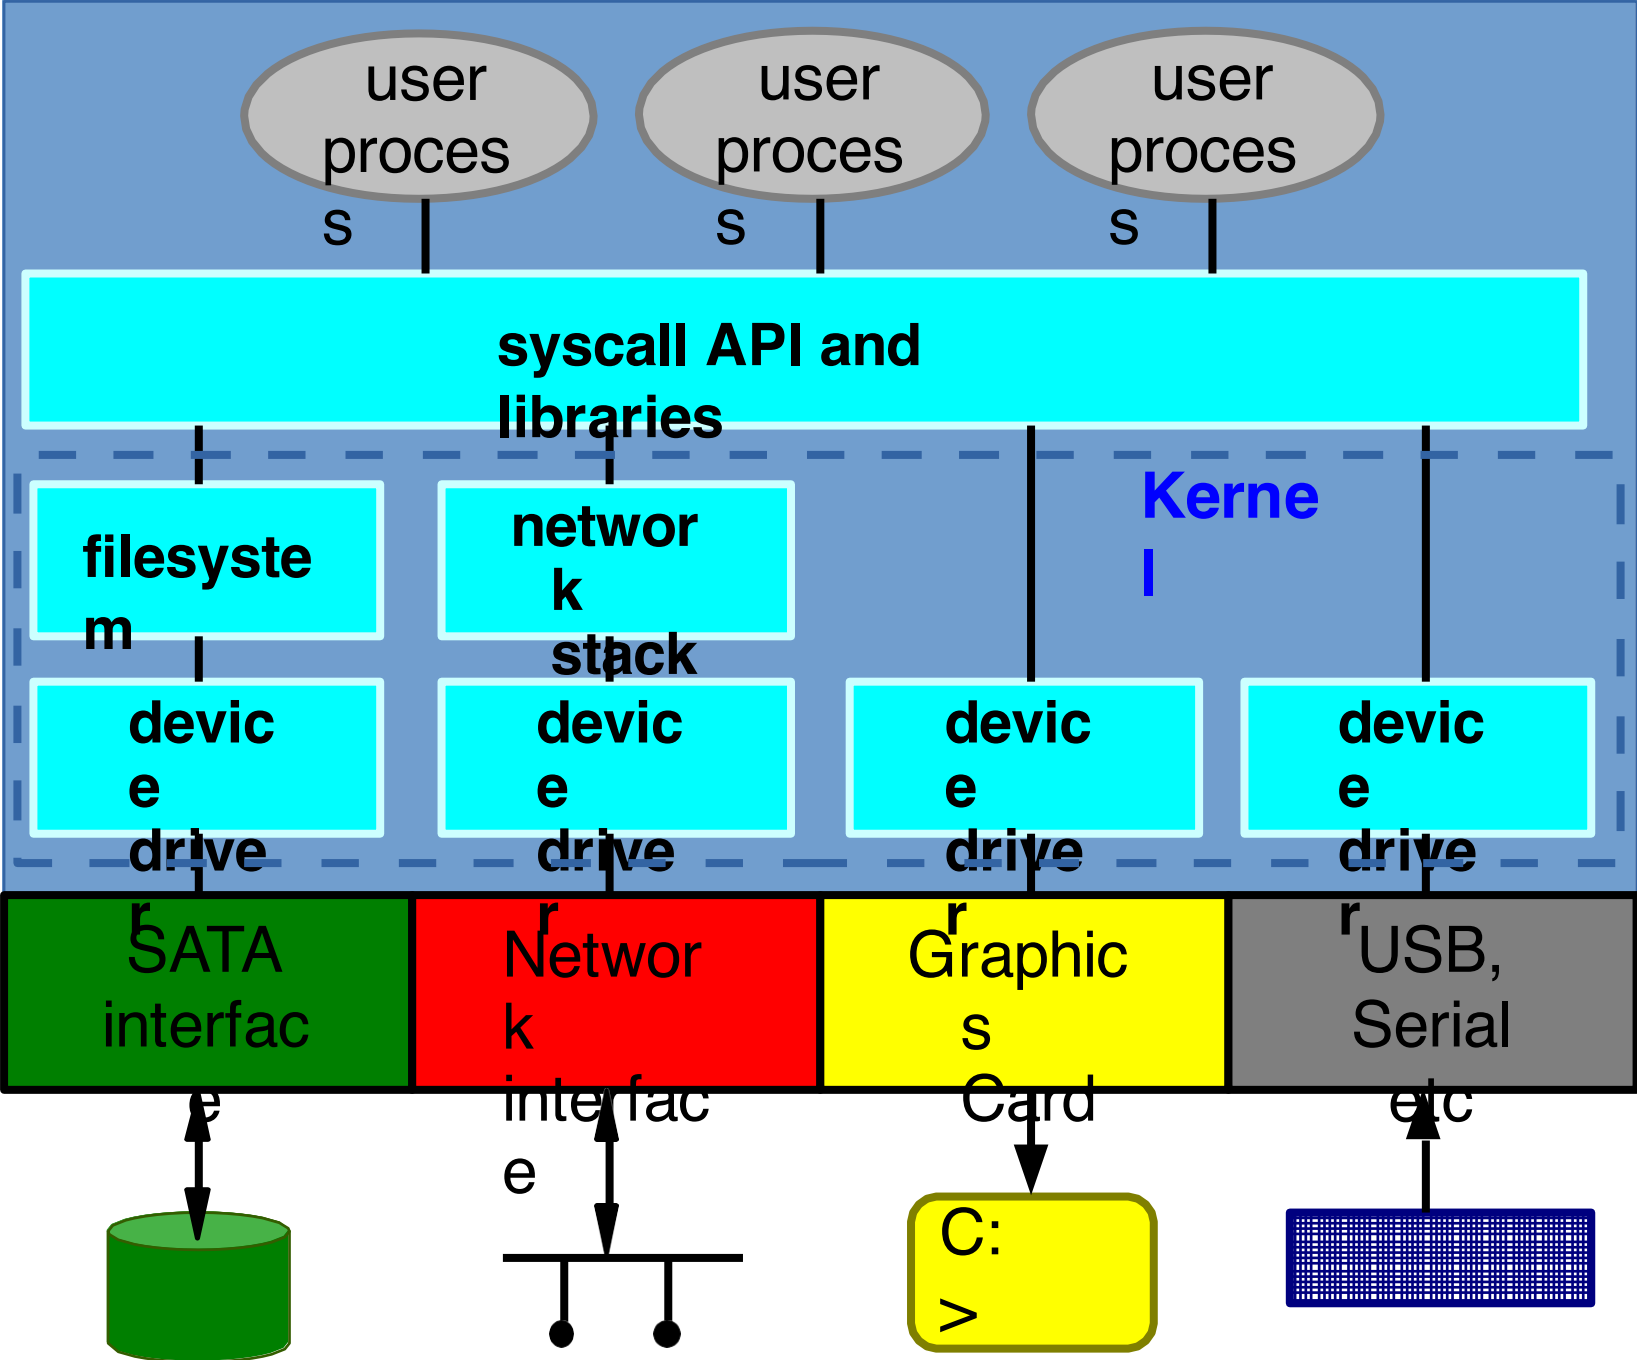 user
proces
s
user
proces
s
user
proces
s
syscall API and
libraries
Kerne
l
filesyste
m
networ
k
stack
devic
e
drive
r
devic
e
drive
r
devic
e
drive
r
devic
e
drive
r
SATA
interfac
e
Networ
k
interfac
e
Graphic
s
Card
USB,
Serial
etc
C:
>